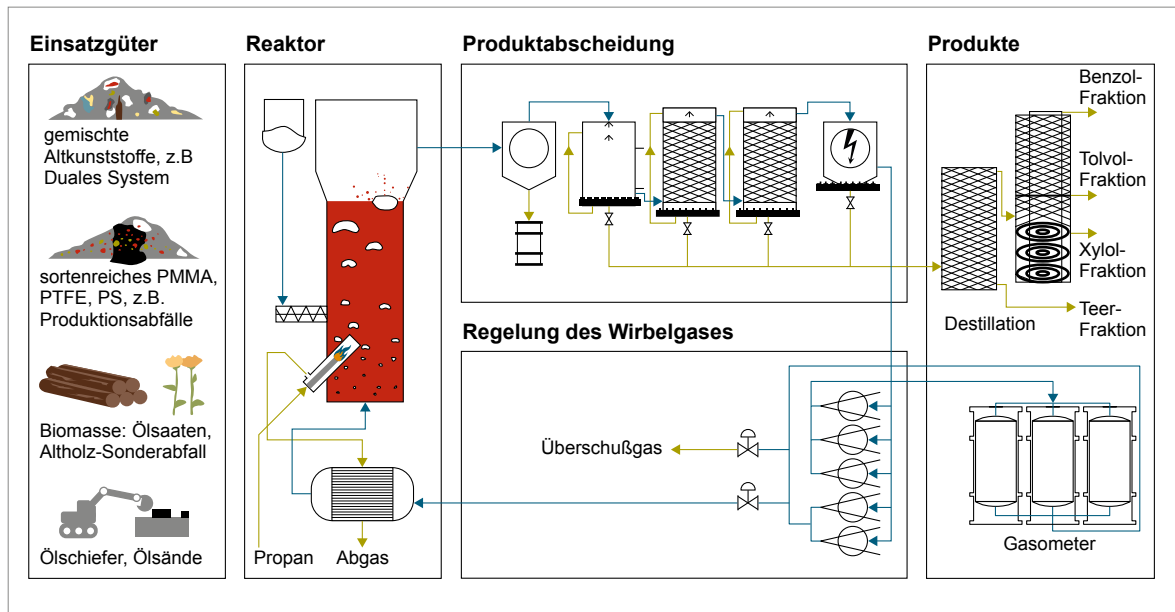 Einsatzgüter
gemischte
Altkunststoffe, z.B
Duales System
sortenreiches PMMA,
PTFE, PS, z.B.
Produktionsabfälle
Biomasse: Ölsaaten,
Altholz-Sonderabfall
Ölschiefer, Ölsände
Reaktor
Propan
Abgas
Produktabscheidung
Regelung des Wirbelgases
Überschußgas
Produkte
Benzol-
Fraktion
Tolvol-
Fraktion
Xylol-
Fraktion
Teer-
Fraktion
Destillation
Gasometer